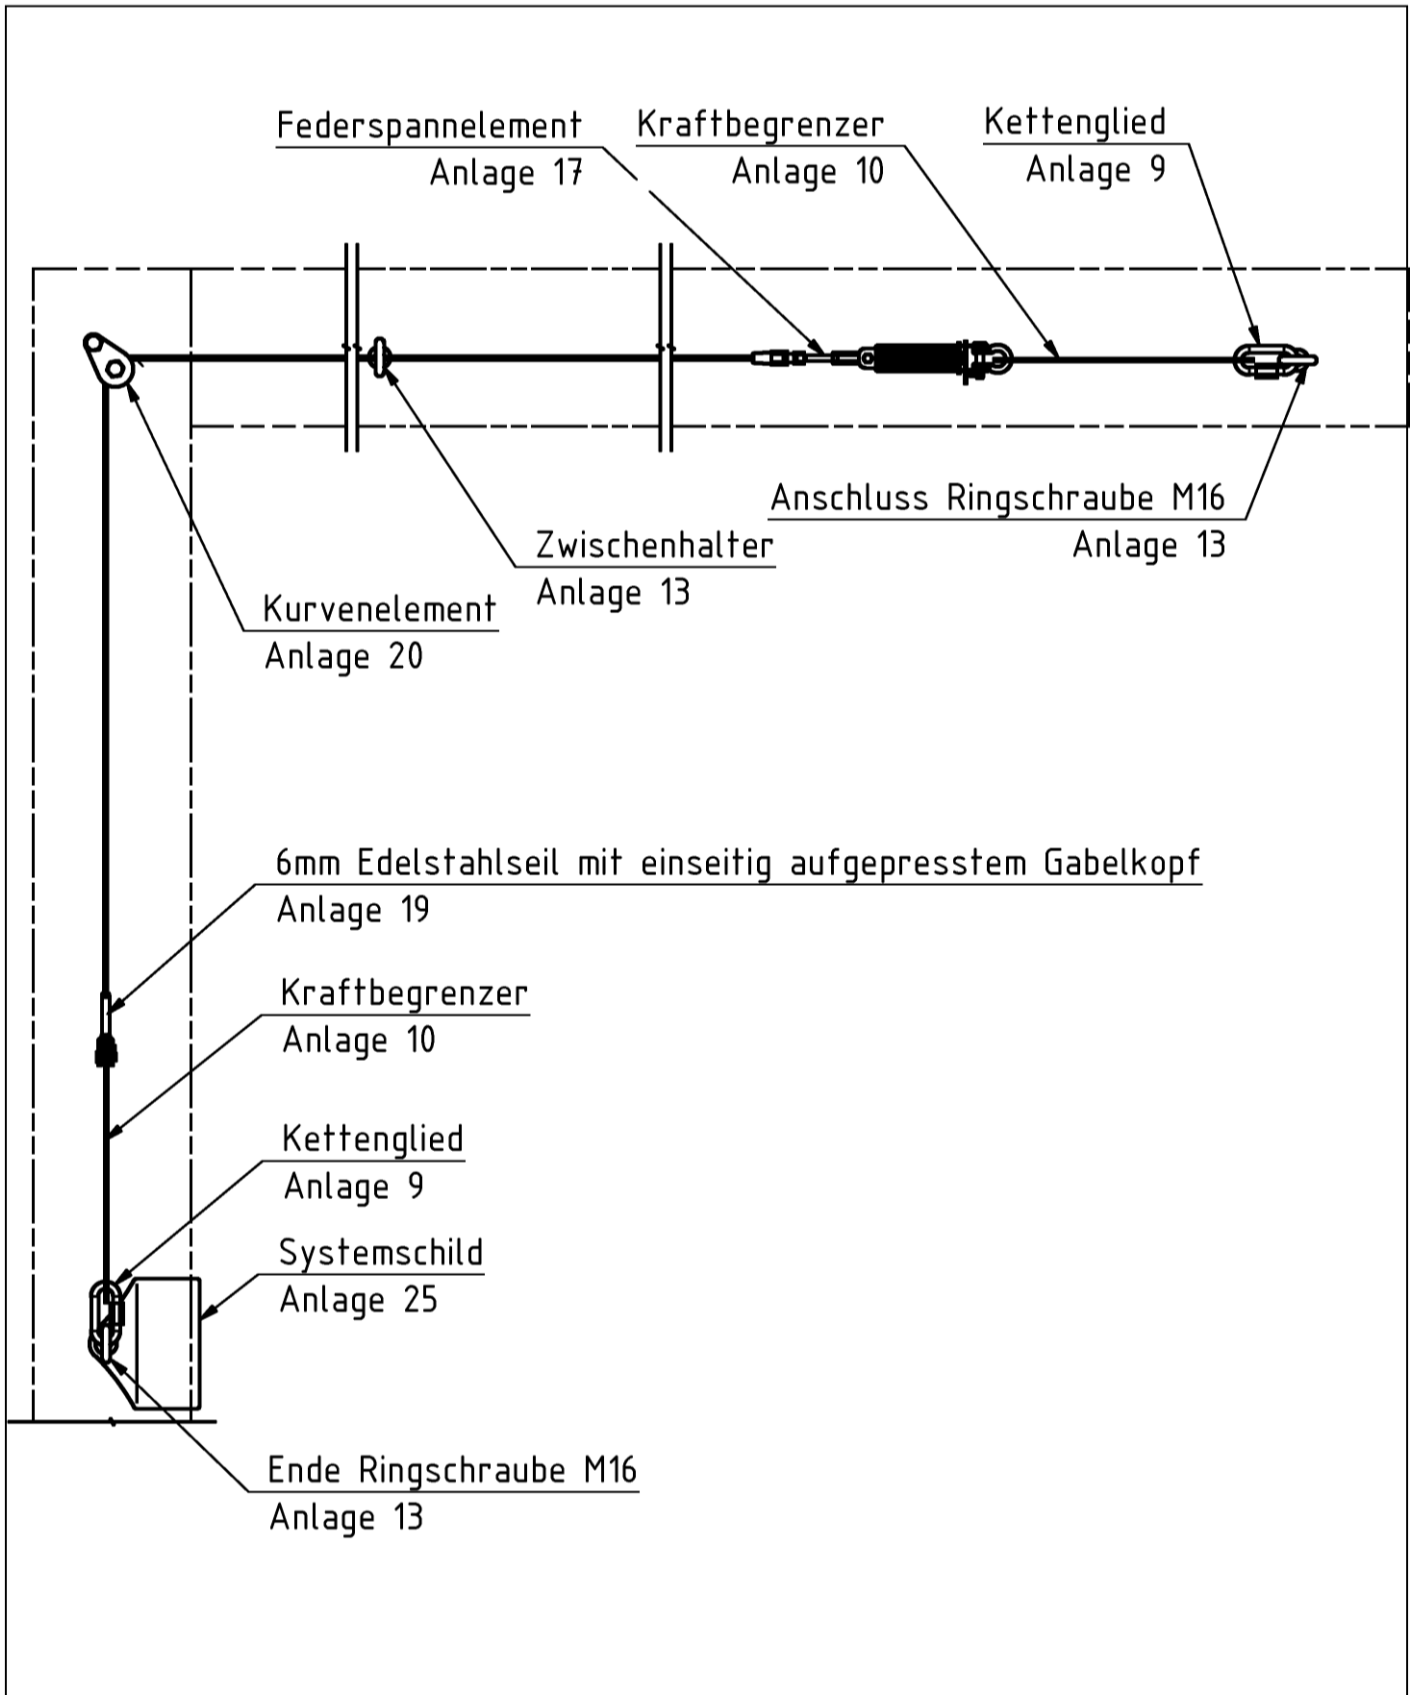 Federspannelement
Anlage 17
Kraftbegrenzer
Anlage 10
Kettenglied
Anlage 9
Anschluss Ringschraube M16
Anlage 13
Zwischenhalter
Anlage 13
Kurvenelement
Anlage 20
6mm Edelstahlseil mit einseitig aufgepresstem Gabelkopf
Anlage 19
Kraftbegrenzer
Anlage 10
Kettenglied
Anlage 9
Systemschild
Anlage 25
Ende Ringschraube M16
Anlage 13